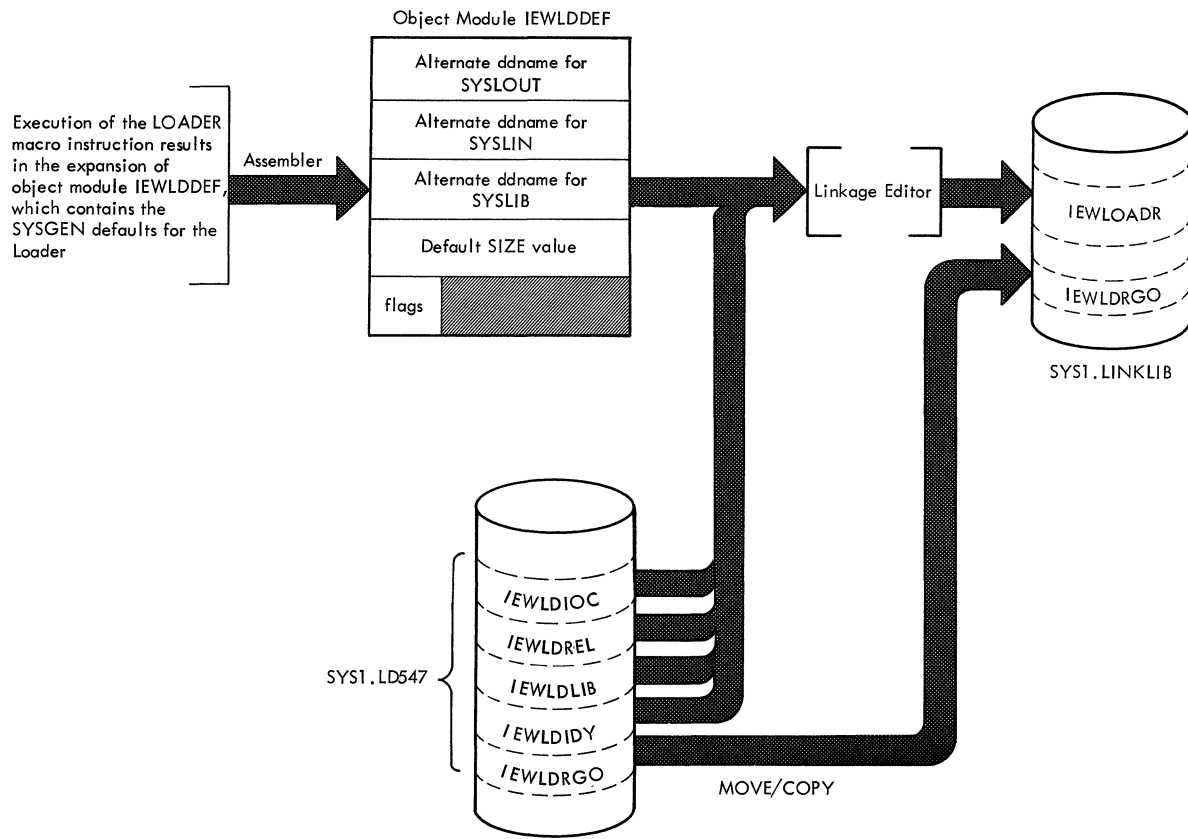 Object Module IEWLDDEF
Alternate ddname for
SYSLOUT
Alternate ddname for
SYSLIN
Alternate ddname for
SYSLIB
Default SIZE value
flags
Execution of the LOADER
macro instruction results
in the expansion of
object module IEWLDDEF,
which contains the
SYSGEN defaults for the
Loader
Assembler
Linkage Editor
IEWLOADR
IEWLDRGO
SYS1.LINKLIB
SYS1.LD547
IEWLDIOC
IEWLDREL
IEWLDLIB
IEWLDIDY
IEWLDRGO
MOVE/COPY